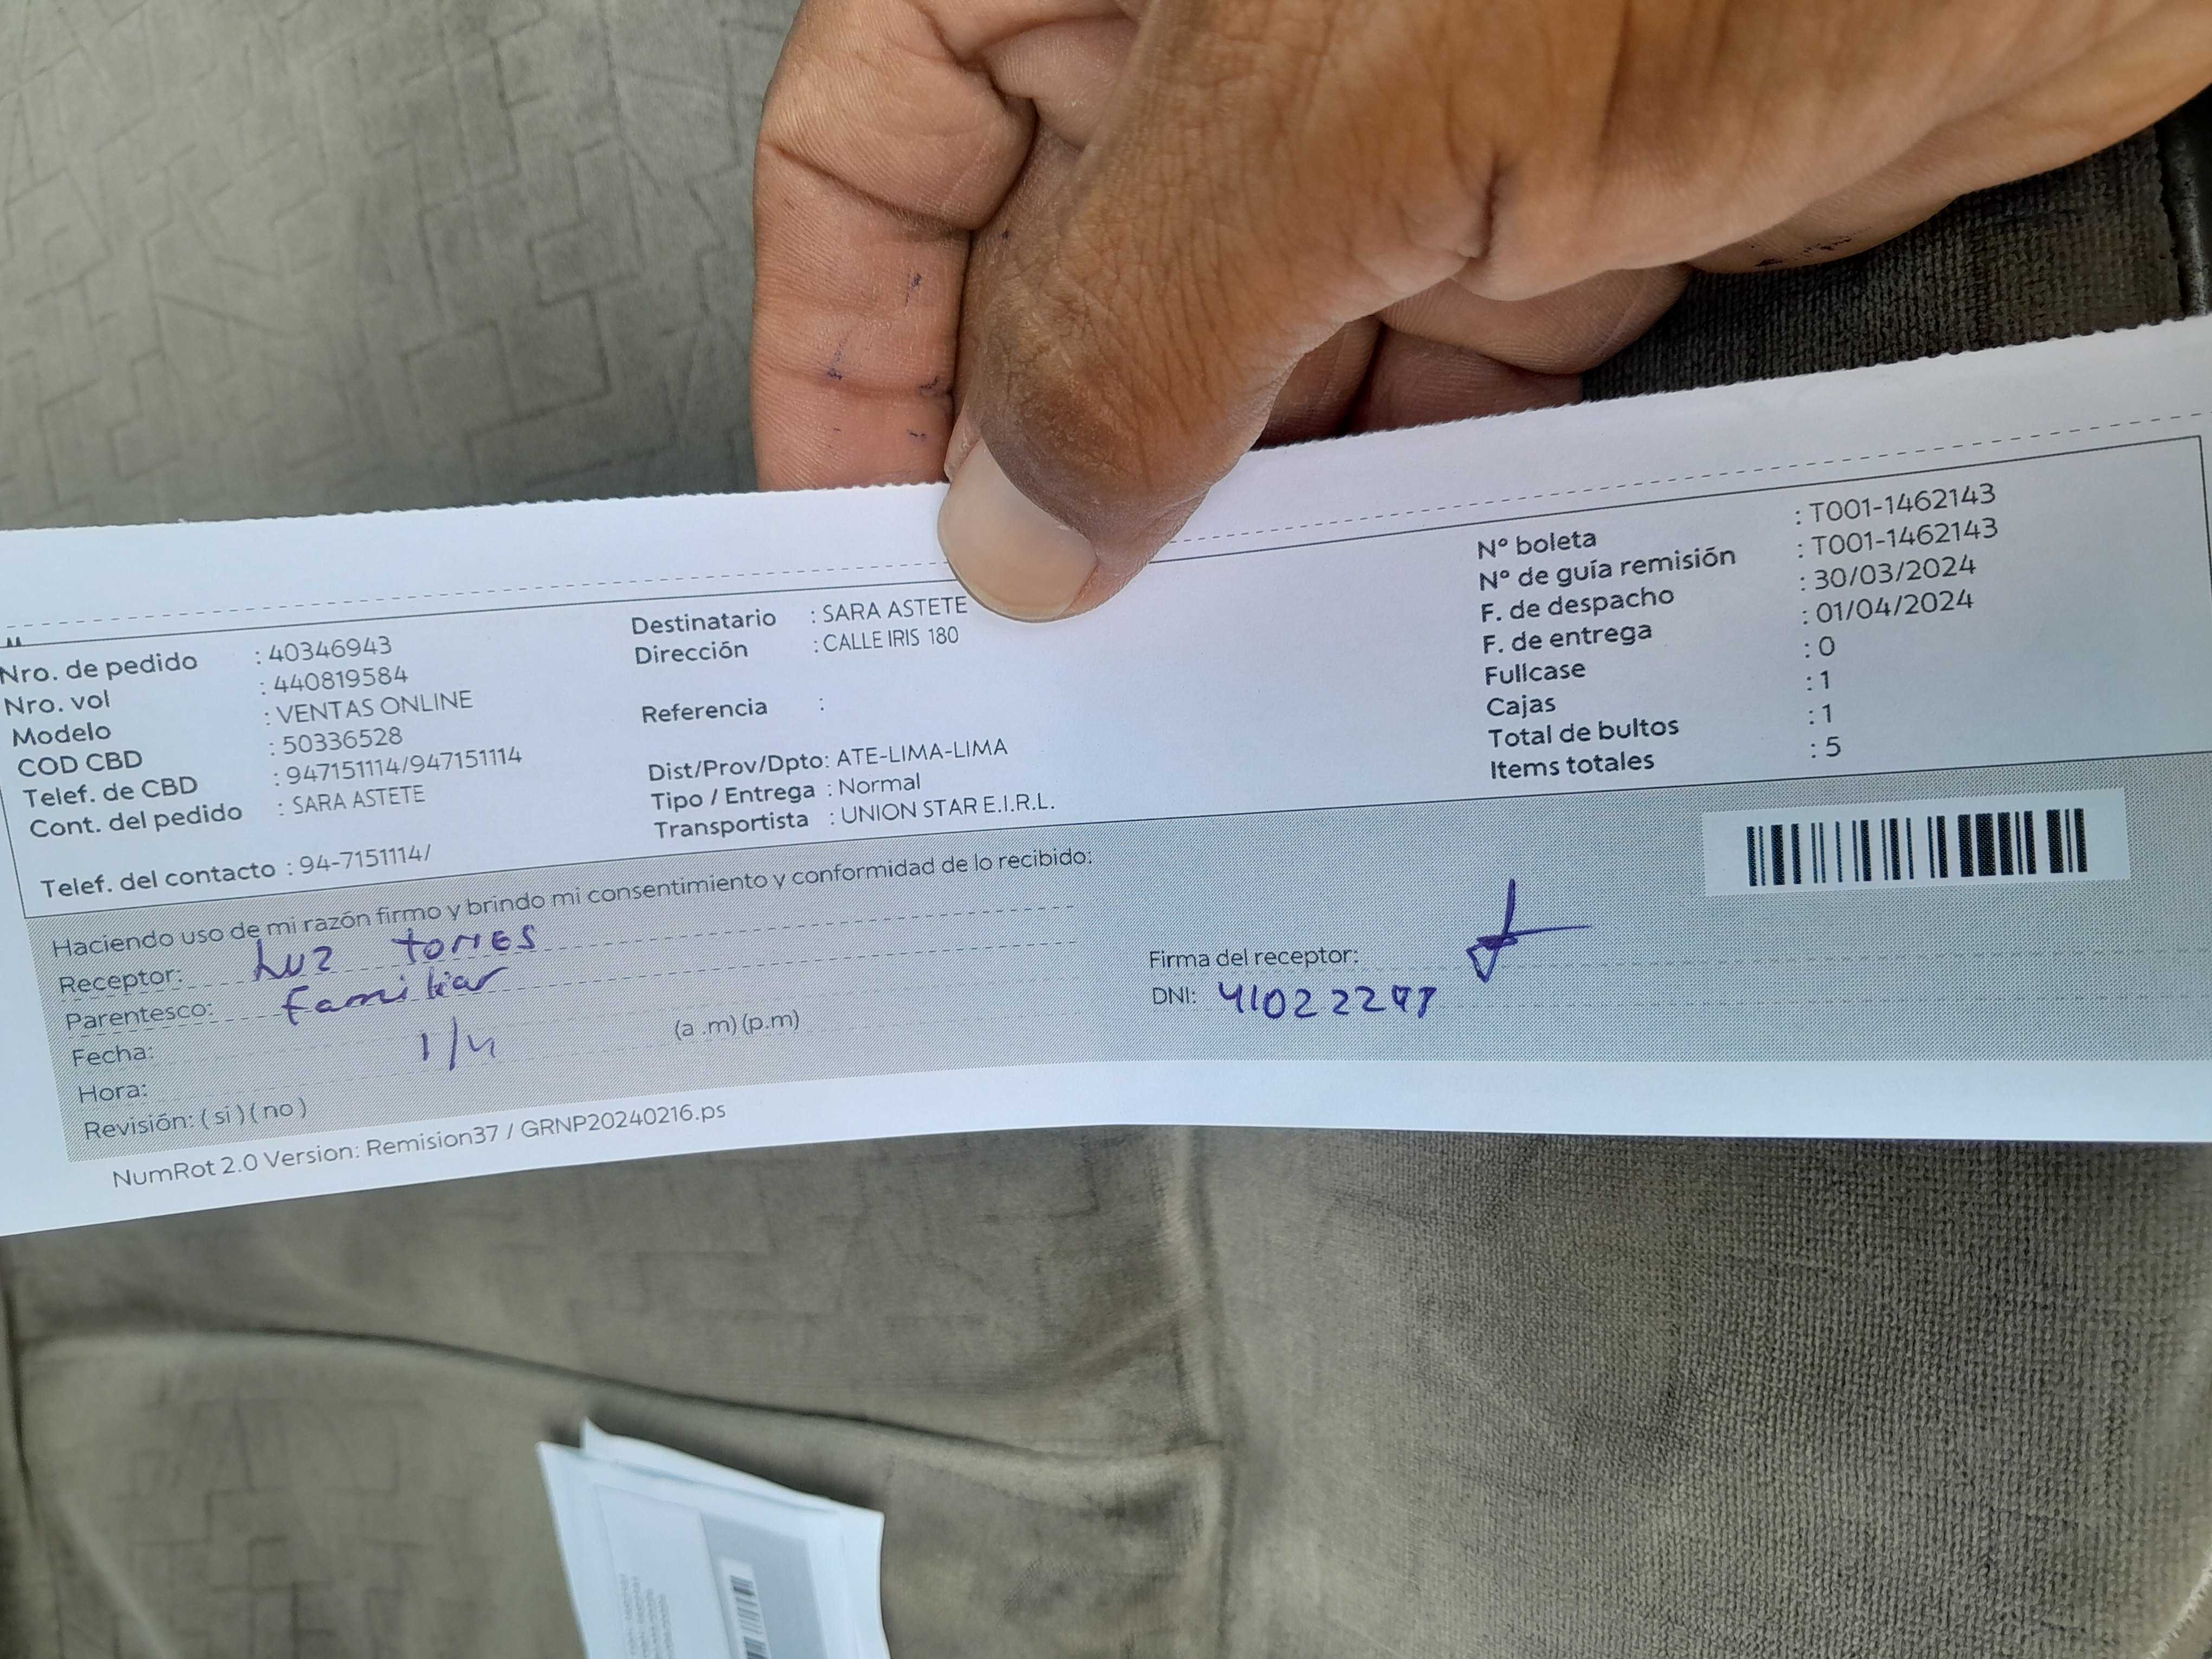 Nro. de pedido : 40346943
Nro. vol : 440819584
Modelo : VENTAS ONLINE
COD CBD : 50336528
Telef. de CBD : 947151114/947151114
Cont. del pedido : SARA ASTETE
Telef. del contacto : 94-7151114/
Destinatario : SARA ASTETE
Dirección : CALLE IRIS 180
Referencia :
Dist/Prov/Dpto: ATE-LIMA-LIMA
Tipo / Entrega : Normal
Transportista : UNION STAR E.I.R.L.
N° boleta : T001-1462143
N° de guía remisión : T001-1462143
F. de despacho : 30/03/2024
F. de entrega : 01/04/2024
Fullcase : 0
Cajas : 1
Total de bultos : 1
Items totales : 5
Haciendo uso de mi razón firmo y brindo mi consentimiento y conformidad de lo recibido:
Receptor: Luz torres
Parentesco: familiar
Fecha: 1/4
Hora: (a .m) (p.m)
Revisión: ( si ) ( no )
Firma del receptor:
DNI:
NumRot 2.0 Version: Remision37 / GRNP20240216.ps